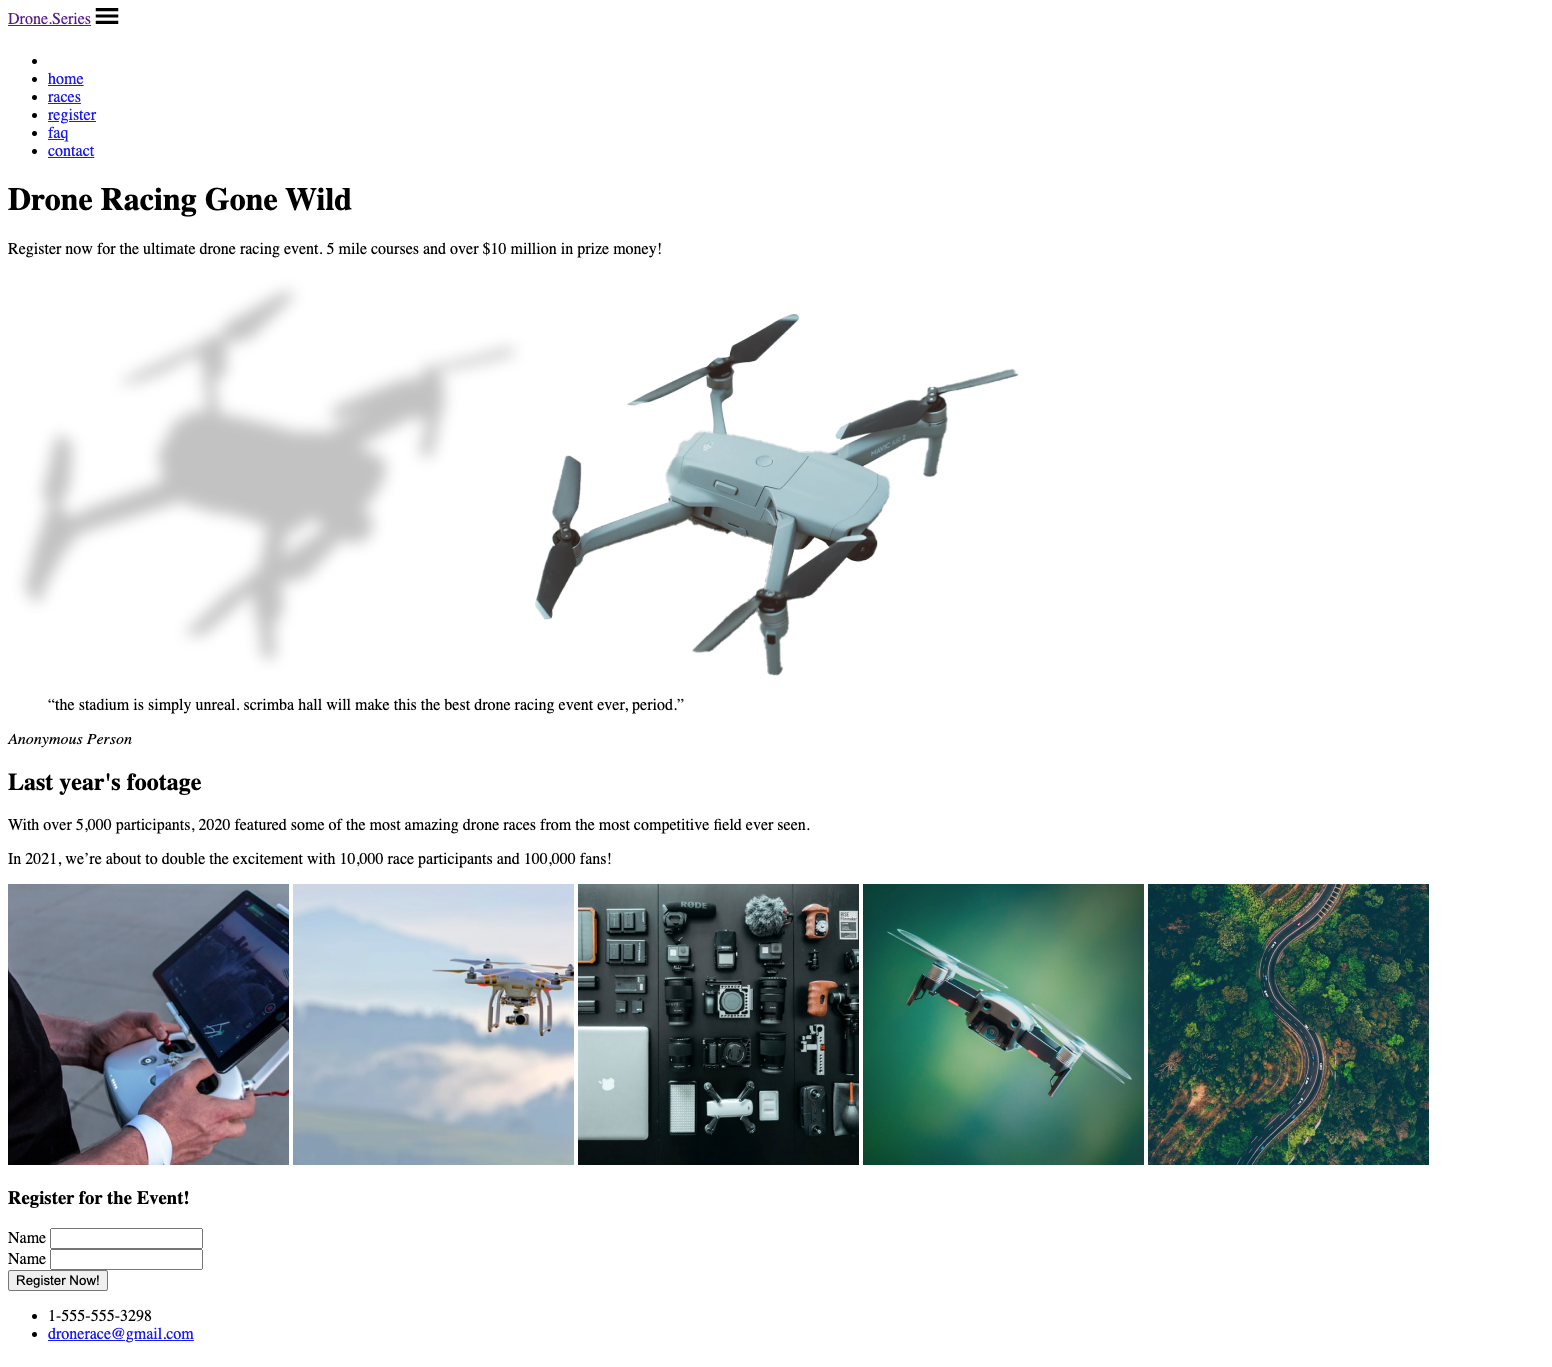 Drone.Series
home
races
register
faq
contact
Drone Racing Gone Wild
Register now for the ultimate drone racing event. 5 mile courses and over $10 million in prize money!
MAVIC AIR 2
“the stadium is simply unreal. scrimba hall will make this the best drone racing event ever, period.”
Anonymous Person
Last year's footage
With over 5,000 participants, 2020 featured some of the most amazing drone races from the most competitive field ever seen.
In 2021, we’re about to double the excitement with 10,000 race participants and 100,000 fans!
RØDE
Register for the Event!
Name
Name
Register Now!
1-555-555-3298
dronerace@gmail.com